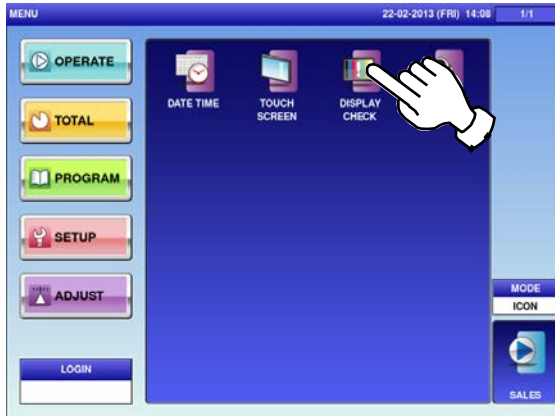 MENU
22-02-2013 (FRI) 14:08
1/1
OPERATE
TOTAL
PROGRAM
SETUP
ADJUST
LOGIN
DATE TIME
TOUCH
SCREEN
DISPLAY
CHECK
MODE
ICON
SALES